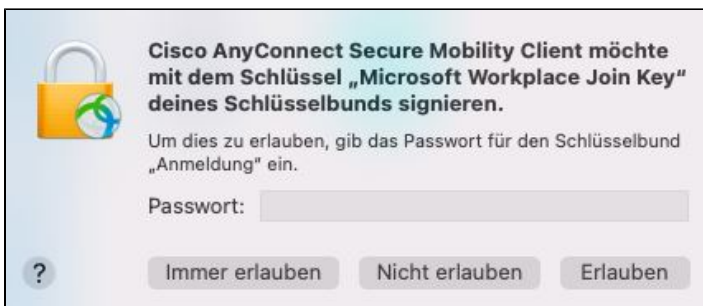 Cisco AnyConnect Secure Mobility Client möchte
mit dem Schlüssel „Microsoft Workplace Join Key“
deines Schlüsselbunds signieren.
Um dies zu erlauben, gib das Passwort für den Schlüsselbund
„Anmeldung“ ein.
Passwort:
? Immer erlauben Nicht erlauben Erlauben